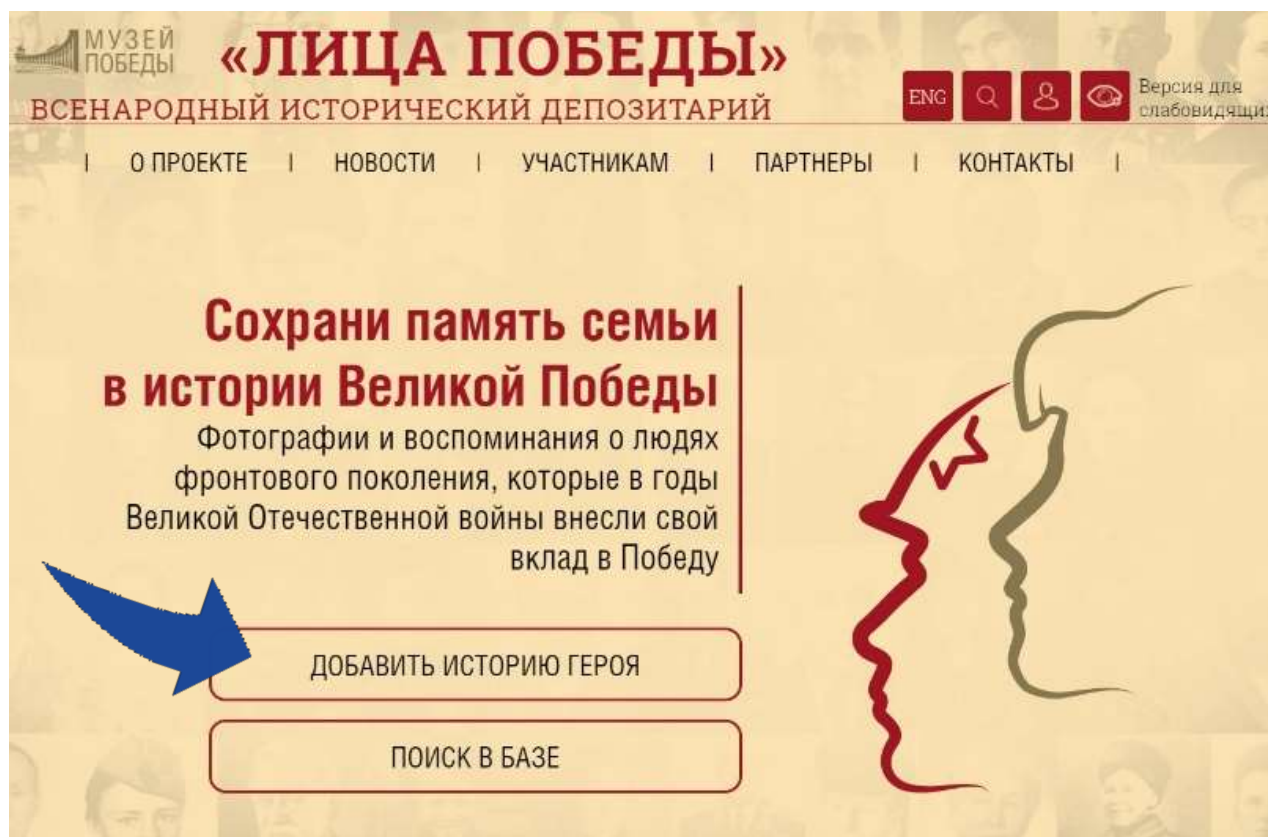 МУЗЕЙ
ПОБЕДЫ
«ЛИЦА ПОБЕДЫ»
ВСЕНАРОДНЫЙ ИСТОРИЧЕСКИЙ ДЕПОЗИТАРИЙ
ENG
Версия для
слабовидящих
О ПРОЕКТЕ | НОВОСТИ | УЧАСТНИКАМ | ПАРТНЕРЫ | КОНТАКТЫ
Сохрани память семьи
в истории Великой Победы
Фотографии и воспоминания о людях
фронтового поколения, которые в годы
Великой Отечественной войны внесли свой
вклад в Победу
ДОБАВИТЬ ИСТОРИЮ ГЕРОЯ
ПОИСК В БАЗЕ